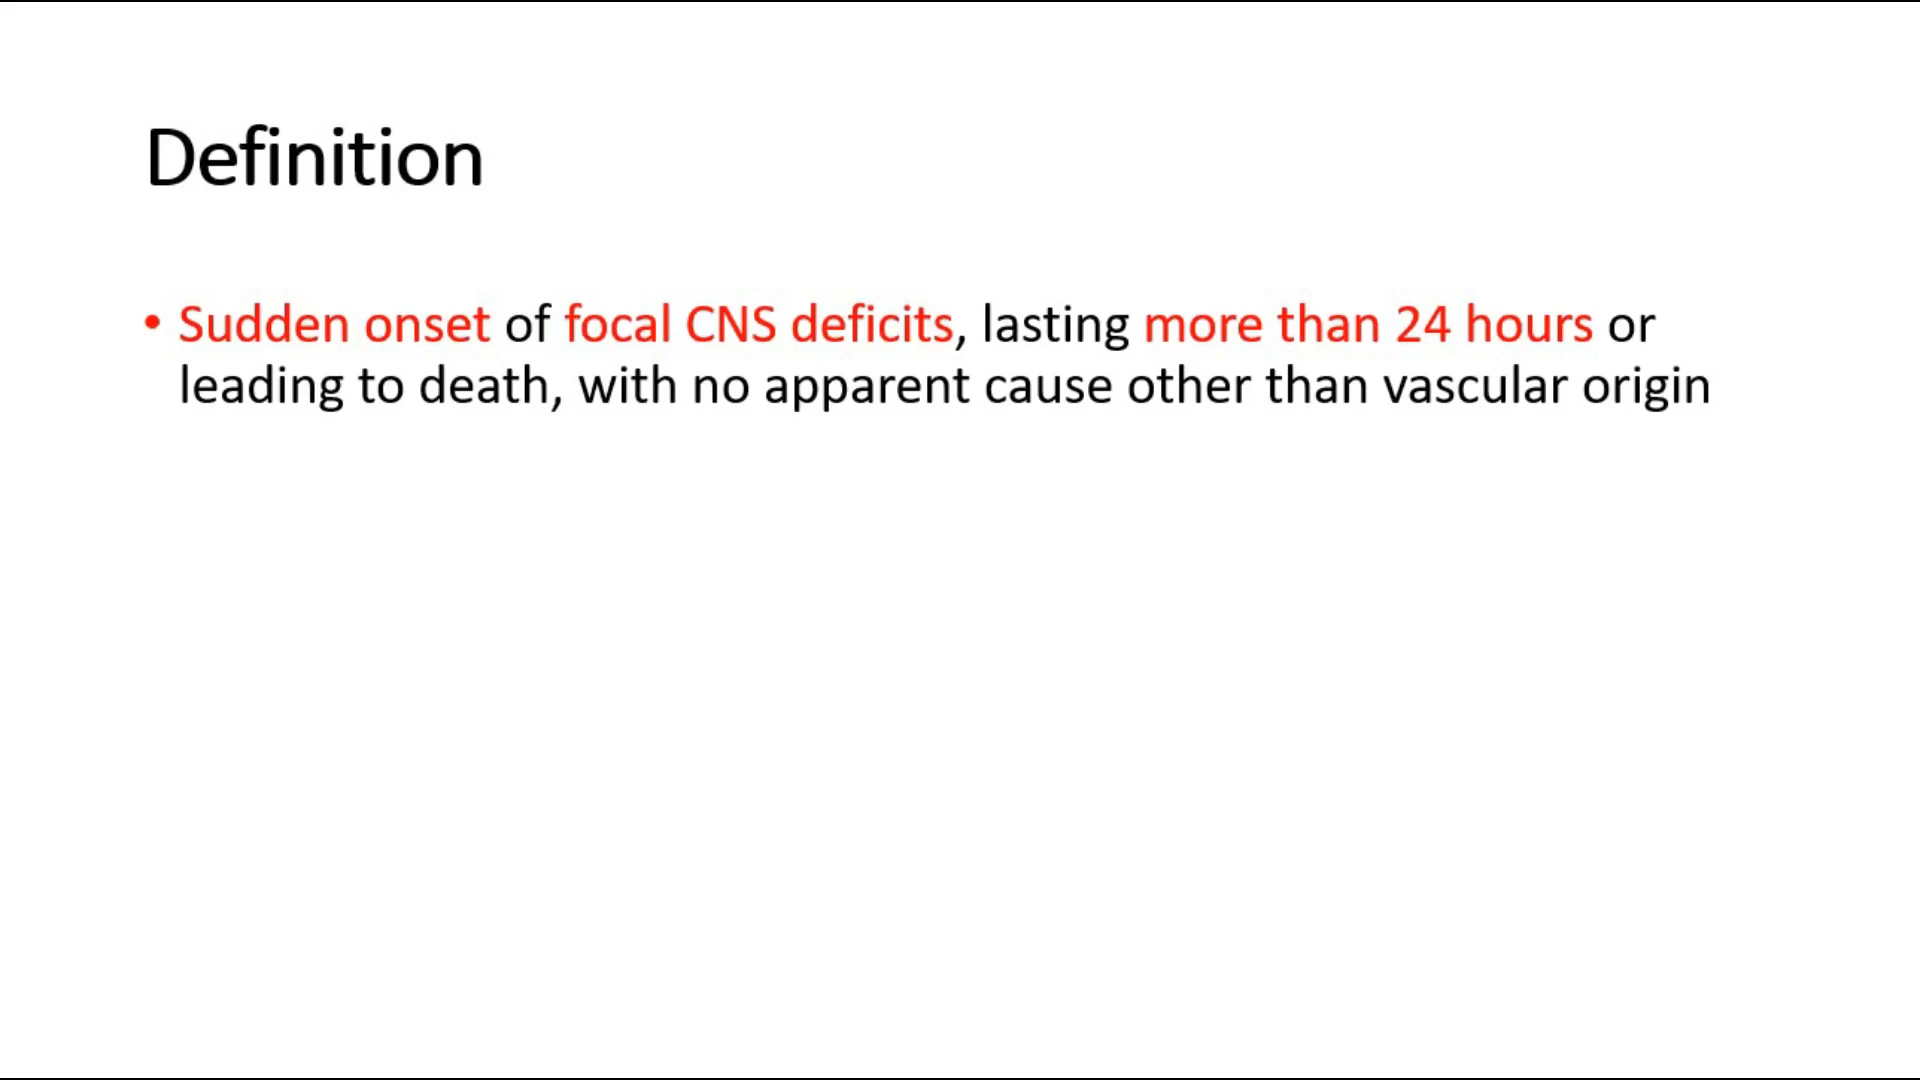 Definition
• Sudden onset of focal CNS deficits, lasting more than 24 hours or
leading to death, with no apparent cause other than vascular origin